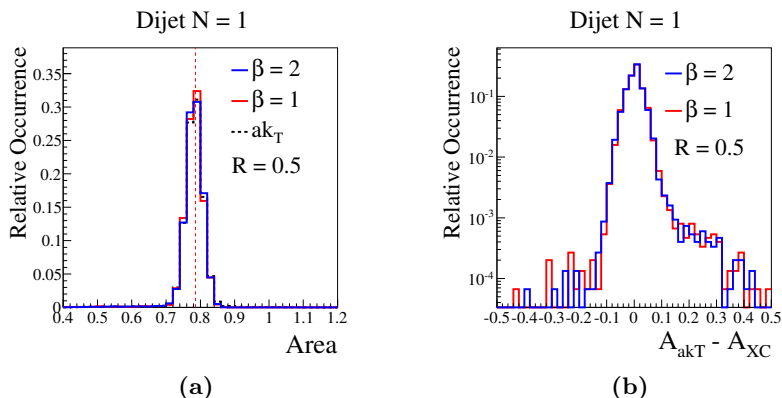 Dijet N = 1
Relative Occurrence
0.35
0.3
0.25
0.2
0.15
0.1
0.05
0
β = 2
β = 1
ak_T
R = 0.5
0.4 0.5 0.6 0.7 0.8 0.9 1 1.1 1.2
Area
(a)
Dijet N = 1
Relative Occurrence
10^-1
10^-2
10^-3
10^-4
β = 2
β = 1
R = 0.5
-0.5 -0.4 -0.3 -0.2 -0.1 0 0.1 0.2 0.3 0.4 0.5
A_akT - A_XC
(b)